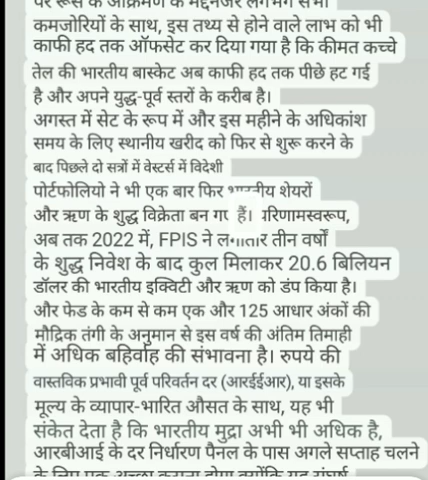 पर रूस के आक्रमण के मद्देनजर लगभग सभी
कमजोरियों के साथ, इस तथ्य से होने वाले लाभ को भी
काफी हद तक ऑफसेट कर दिया गया है कि कीमत कच्चे
तेल की भारतीय बास्केट अब काफी हद तक पीछे हट गई
है और अपने युद्ध-पूर्व स्तरों के करीब है।
अगस्त में सेट के रूप में और इस महीने के अधिकांश
समय के लिए स्थानीय खरीद को फिर से शुरू करने के
बाद पिछले दो सत्रों में वेस्टर्स में विदेशी
पोर्टफोलियो ने भी एक बार फिर भारतीय शेयरों
और ऋण के शुद्ध विक्रेता बन गए हैं। परिणामस्वरूप,
अब तक 2022 में, FPIS ने लगातार तीन वर्षों
के शुद्ध निवेश के बाद कुल मिलाकर 20.6 बिलियन
डॉलर की भारतीय इक्विटी और ऋण को डंप किया है।
और फेड के कम से कम एक और 125 आधार अंकों की
मौद्रिक तंगी के अनुमान से इस वर्ष की अंतिम तिमाही
में अधिक बहिर्वाह की संभावना है। रुपये की
वास्तविक प्रभावी पूर्व परिवर्तन दर (आरईईआर), या इसके
मूल्य के व्यापार-भारित औसत के साथ, यह भी
संकेत देता है कि भारतीय मुद्रा अभी भी अधिक है,
आरबीआई के दर निर्धारण पैनल के पास अगले सप्ताह चलने
के लिए एक अच्छा